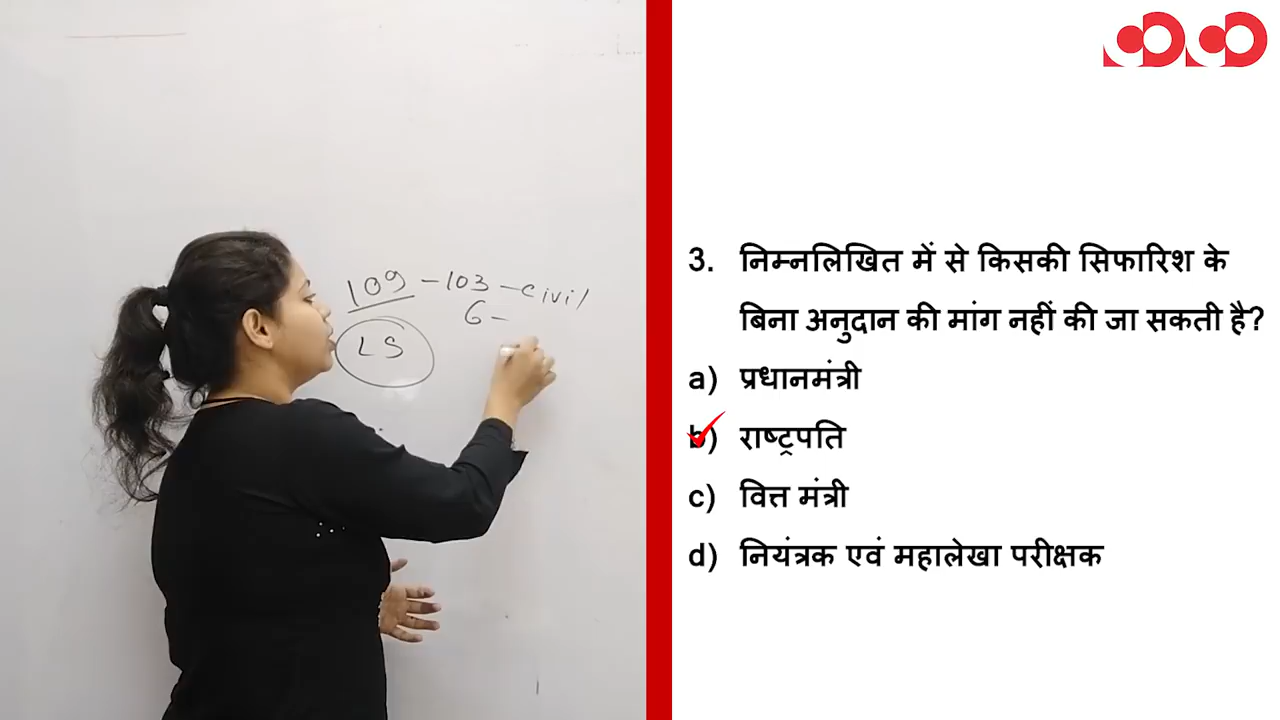 109 - 103 - civil
6 -
LS
3. निम्नलिखित में से किसकी सिफारिश के
बिना अनुदान की मांग नहीं की जा सकती है?
a) प्रधानमंत्री
b) राष्ट्रपति
c) वित्त मंत्री
d) नियंत्रक एवं महालेखा परीक्षक